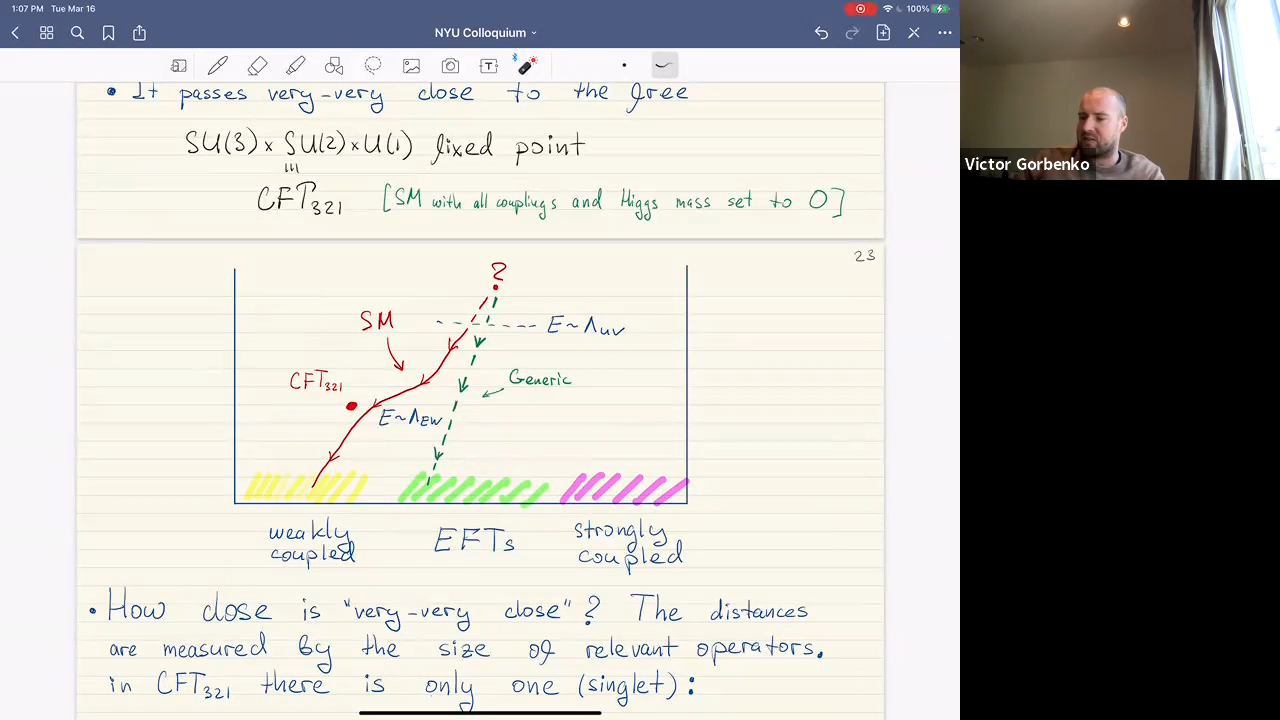 1:07 PM Tue Mar 16
100%
NYU Colloquium
T
• It passes very-very close to the free
SU(3) x SU(2) x U(1) fixed point
CFT321 [SM with all couplings and Higgs mass set to 0]
23
?
SM
E ~ ΛUV
CFT321
Generic
E ~ ΛEW
weakly coupled
EFTs
strongly coupled
• How close is "very-very close"? The distances
are measured by the size of relevant operators.
in CFT321 there is only one (singlet):
Victor Gorbenko